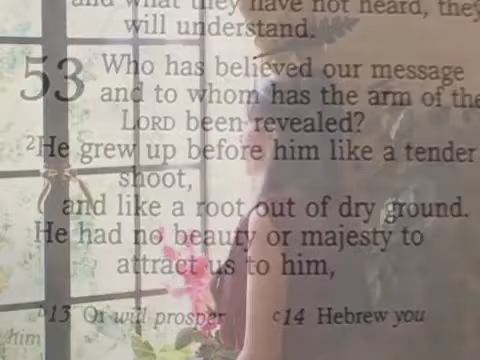 and what they have not heard, they
will understand.
53 Who has believed our message
and to whom has the arm of the
LORD been revealed?
2He grew up before him like a tender
shoot,
and like a root out of dry ground.
He had no beauty or majesty to
attract us to him,
b13 Or will prosper c14 Hebrew you
him